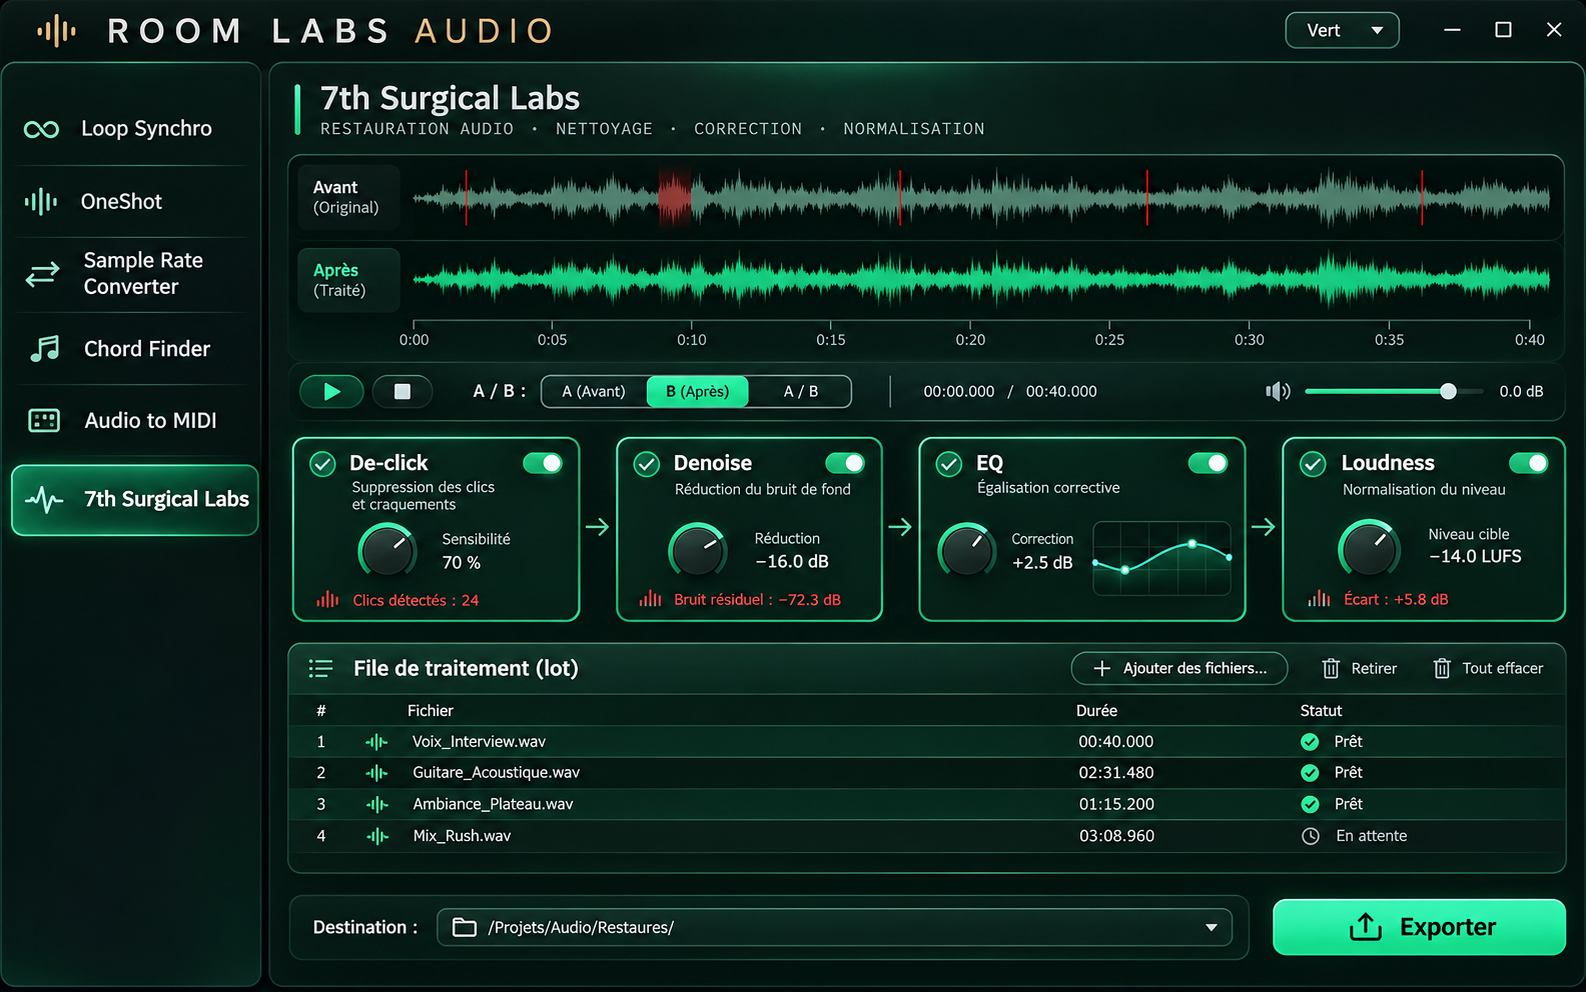 ROOM LABS AUDIO
Vert
Loop Synchro
OneShot
Sample Rate
Converter
Chord Finder
Audio to MIDI
7th Surgical Labs
7th Surgical Labs
RESTAURATION AUDIO · NETTOYAGE · CORRECTION · NORMALISATION
Avant
(Original)
Après
(Traité)
0:00 0:05 0:10 0:15 0:20 0:25 0:30 0:35 0:40
A / B : A (Avant) B (Après) A / B 00:00.000 / 00:40.000 0.0 dB
De-click
Suppression des clics
et craquements
Sensibilité
70 %
Clics détectés : 24
Denoise
Réduction du bruit de fond
Réduction
−16.0 dB
Bruit résiduel : −72.3 dB
EQ
Égalisation corrective
Correction
+2.5 dB
Loudness
Normalisation du niveau
Niveau cible
−14.0 LUFS
Écart : +5.8 dB
File de traitement (lot)
Ajouter des fichiers... Retirer Tout effacer
# Fichier Durée Statut
1 Voix_Interview.wav 00:40.000 Prêt
2 Guitare_Acoustique.wav 02:31.480 Prêt
3 Ambiance_Plateau.wav 01:15.200 Prêt
4 Mix_Rush.wav 03:08.960 En attente
Destination : /Projets/Audio/Restaures/
Exporter